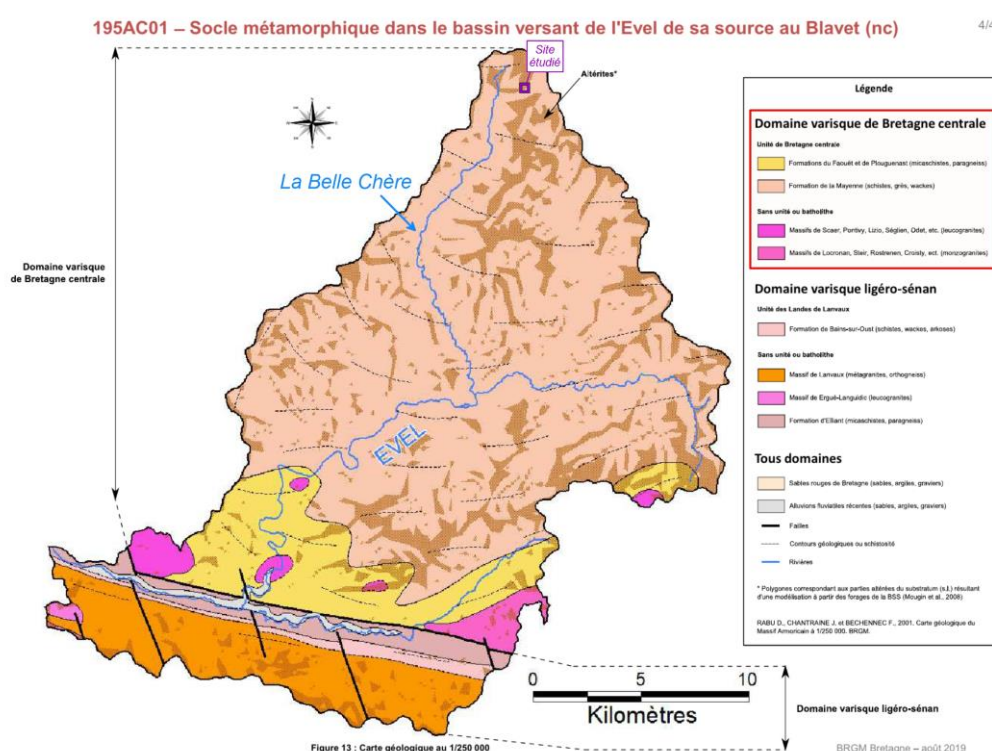 195AC01 – Socle métamorphique dans le bassin versant de l'Evel de sa source au Blavet (nc)
4/4
Site
étudié
Altérites*
La Belle Chère
Domaine varisque
de Bretagne centrale
EVEL
Légende
Domaine varisque de Bretagne centrale
Unité de Bretagne centrale
Formations du Faouët et de Plouguenast (micaschistes, paragneiss)
Formation de la Mayenne (schistes, grès, wackes)
Sans unité ou batholithe
Massifs de Scaer, Pontivy, Lizio, Séglien, Odet, etc. (leucogranites)
Massifs de Locronan, Steir, Rostrenen, Croisty, ect. (monzogranites)
Domaine varisque ligéro-sénan
Unité des Landes de Lanvaux
Formation de Bains-sur-Oust (schistes, wackes, arkoses)
Sans unité ou batholithe
Massif de Lanvaux (métagranites, orthogneiss)
Massif de Ergué-Languidic (leucogranites)
Formation d'Elliant (micaschistes, paragneiss)
Tous domaines
Sables rouges de Bretagne (sables, argiles, graviers)
Alluvions fluviatiles récentes (sables, argiles, graviers)
Failles
Contours géologiques ou schistosité
Rivières
* Polygones correspondant aux parties altérées du substratum (s.l.) résultant
d'une modélisation à partir des forages de la BSS (Mougin et al., 2008)
RABU D., CHANTRAINE J. et BECHENNEC F., 2001. Carte géologique du
Massif Armoricain à 1/250 000. BRGM.
0 5 10
Kilomètres
Domaine varisque ligéro-sénan
Figure 13 : Carte géologique au 1/250 000
BRGM Bretagne – août 2019